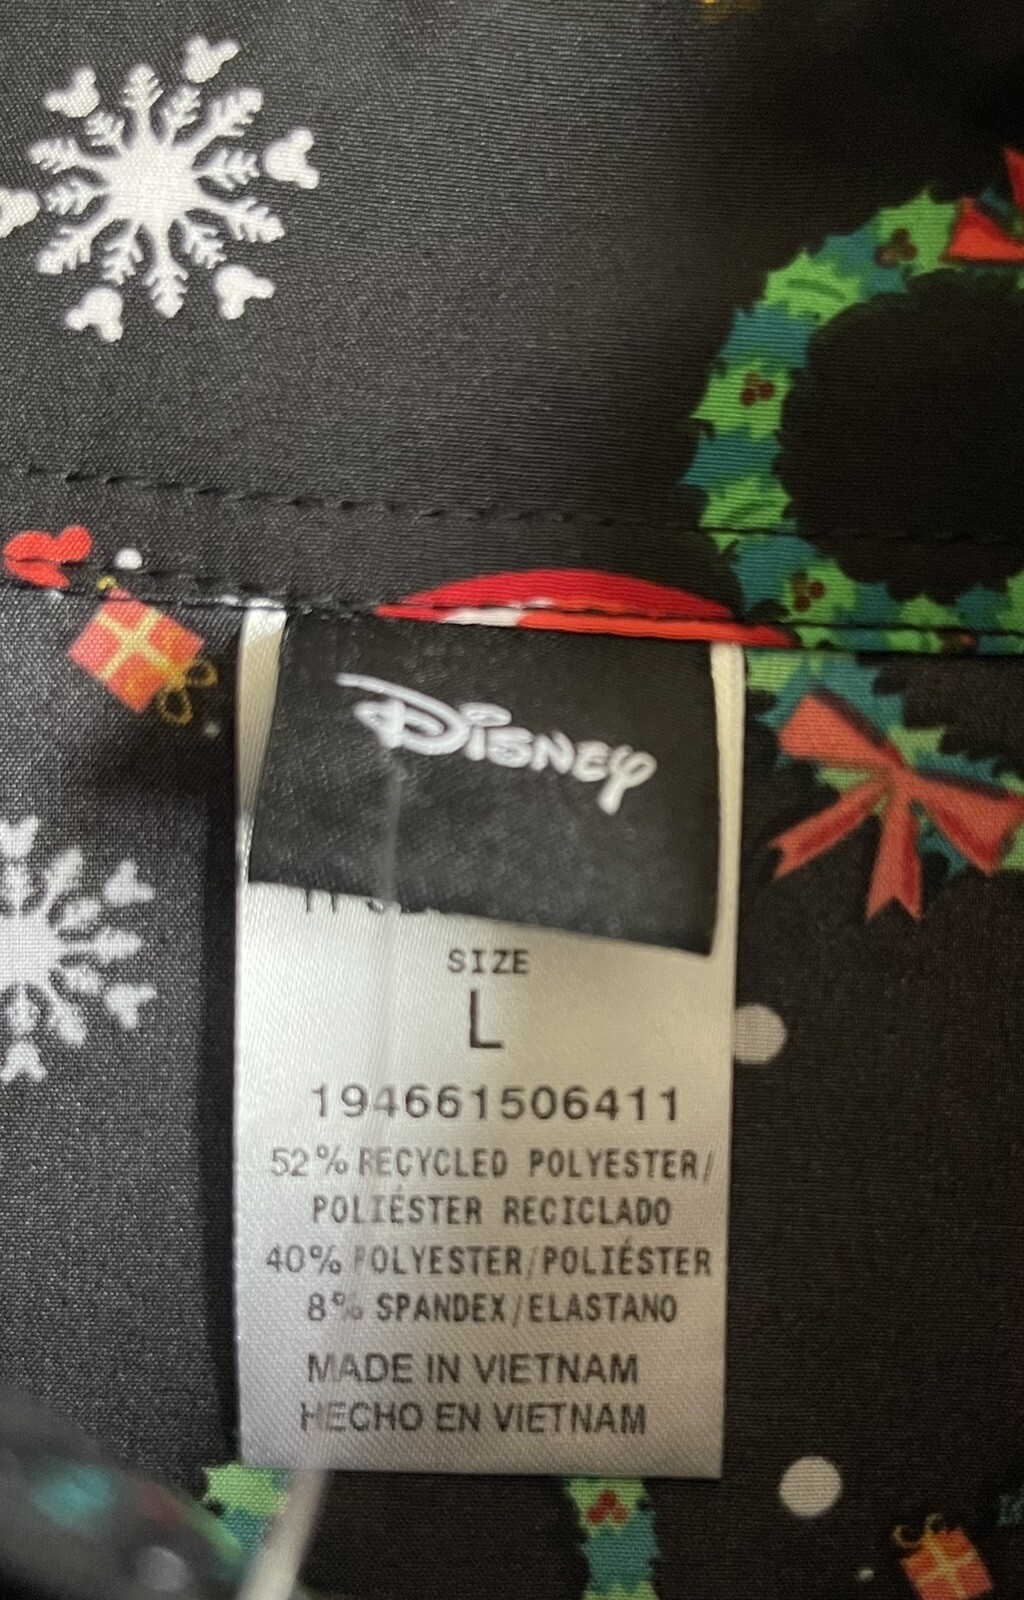 Disney
SIZE
L
194661506411
52% RECYCLED POLYESTER/
POLIÉSTER RECICLADO
40% POLYESTER/POLIÉSTER
8% SPANDEX/ELASTANO
MADE IN VIETNAM
HECHO EN VIETNAM